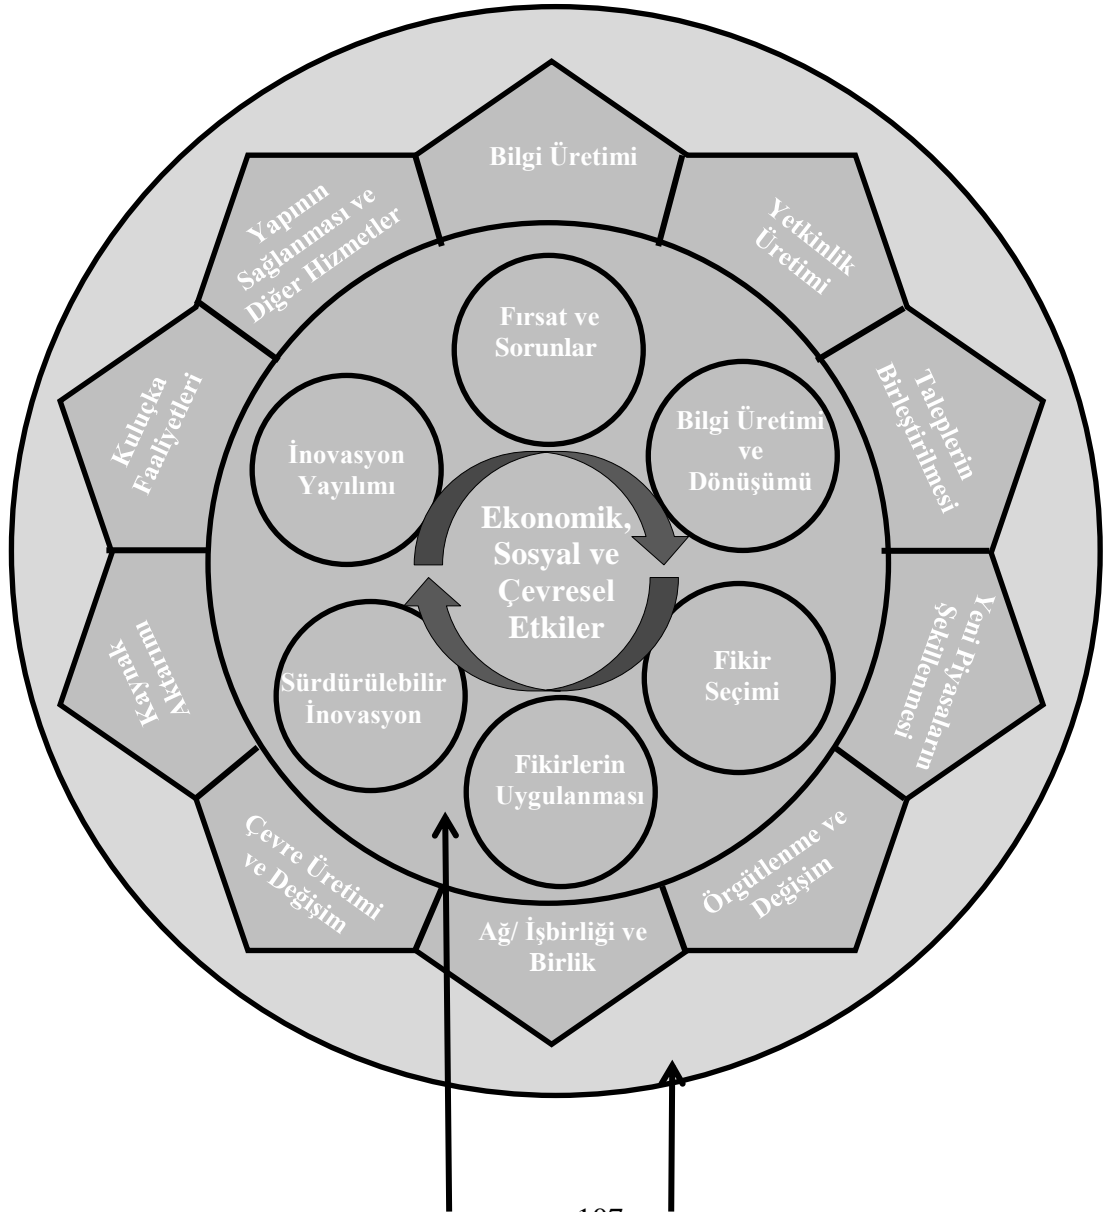 Bilgi Üretimi
Yetkinlik
Üretimi
Taleplerin
Birleştirilmesi
Yeni Piyasaların
Şekillenmesi
Örgütlenme ve
Değişim
Ağ/ İşbirliği ve
Birlik
Çevre Üretimi
ve Değişim
Kaynak
Aktarımı
Kuluçka
Faaliyetleri
Yapının
Sağlanması ve
Diğer Hizmetler
Fırsat ve
Sorunlar
Bilgi Üretimi
ve
Dönüşümü
Fikir
Seçimi
Fikirlerin
Uygulanması
Sürdürülebilir
İnovasyon
İnovasyon
Yayılımı
Ekonomik,
Sosyal ve
Çevresel
Etkiler